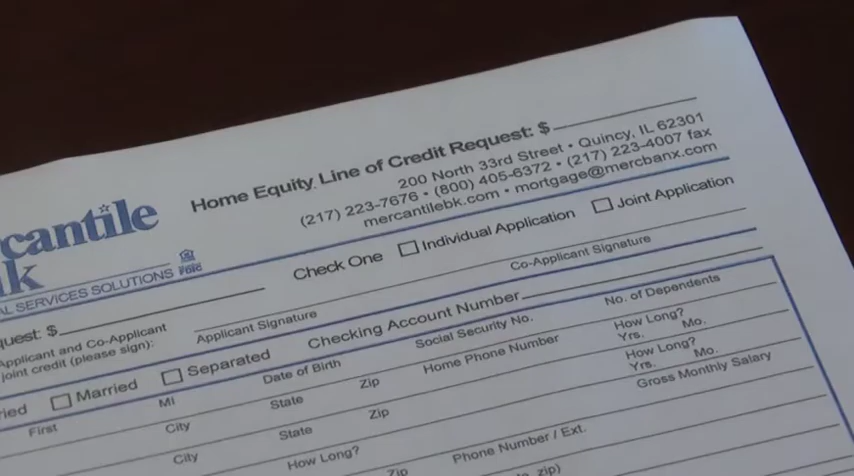 Home Equity Line of Credit Request: $
200 North 33rd Street • Quincy, IL 62301
(217) 223-7676 • (800) 405-6372 • (217) 223-4007 fax
mercantilebk.com • mortgage@mercbanx.com
cantile
k
AL SERVICES SOLUTIONS
Check One Individual Application Joint Application
quest: $
Applicant and Co-Applicant
joint credit (please sign):
Applicant Signature Co-Applicant Signature
Checking Account Number
ried Married Separated
Date of Birth Social Security No. No. of Dependents
First MI
City State Zip Home Phone Number How Long?
Yrs. Mo.
City State Zip How Long?
Yrs. Mo.
How Long? Gross Monthly Salary
Zip Phone Number / Ext.
zip)